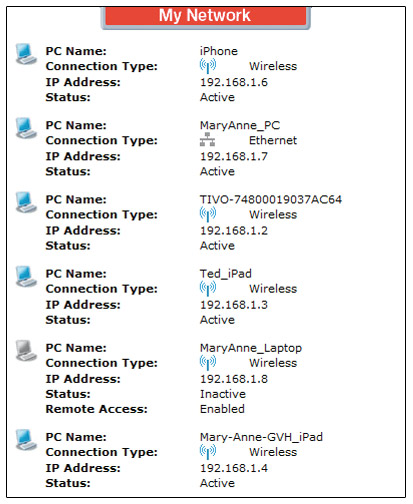 My Network
PC Name: iPhone
Connection Type: Wireless
IP Address: 192.168.1.6
Status: Active
PC Name: MaryAnne_PC
Connection Type: Ethernet
IP Address: 192.168.1.7
Status: Active
PC Name: TIVO-74800019037AC64
Connection Type: Wireless
IP Address: 192.168.1.2
Status: Active
PC Name: Ted_iPad
Connection Type: Wireless
IP Address: 192.168.1.3
Status: Active
PC Name: MaryAnne_Laptop
Connection Type: Wireless
IP Address: 192.168.1.8
Status: Inactive
Remote Access: Enabled
PC Name: Mary-Anne-GVH_iPad
Connection Type: Wireless
IP Address: 192.168.1.4
Status: Active